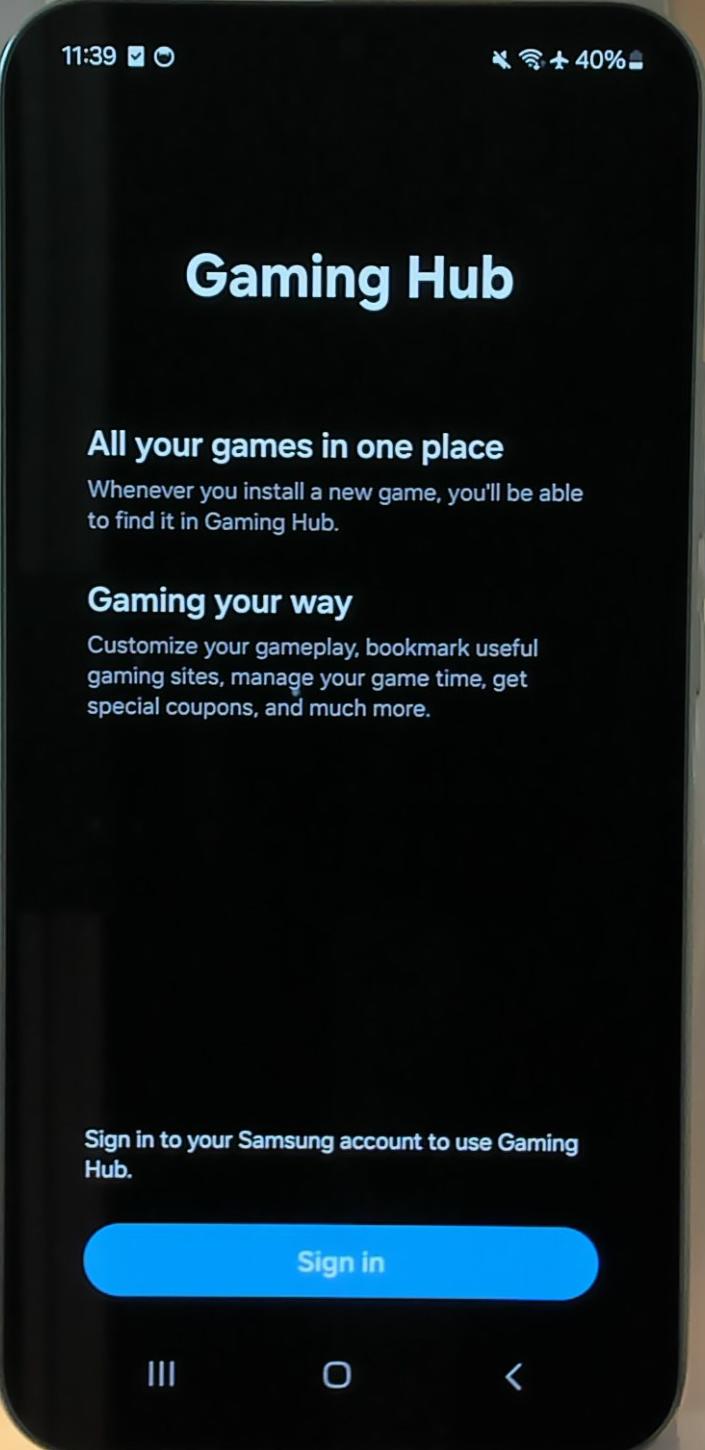 11:39 40%
Gaming Hub
All your games in one place
Whenever you install a new game, you'll be able
to find it in Gaming Hub.
Gaming your way
Customize your gameplay, bookmark useful
gaming sites, manage your game time, get
special coupons, and much more.
Sign in to your Samsung account to use Gaming
Hub.
Sign in